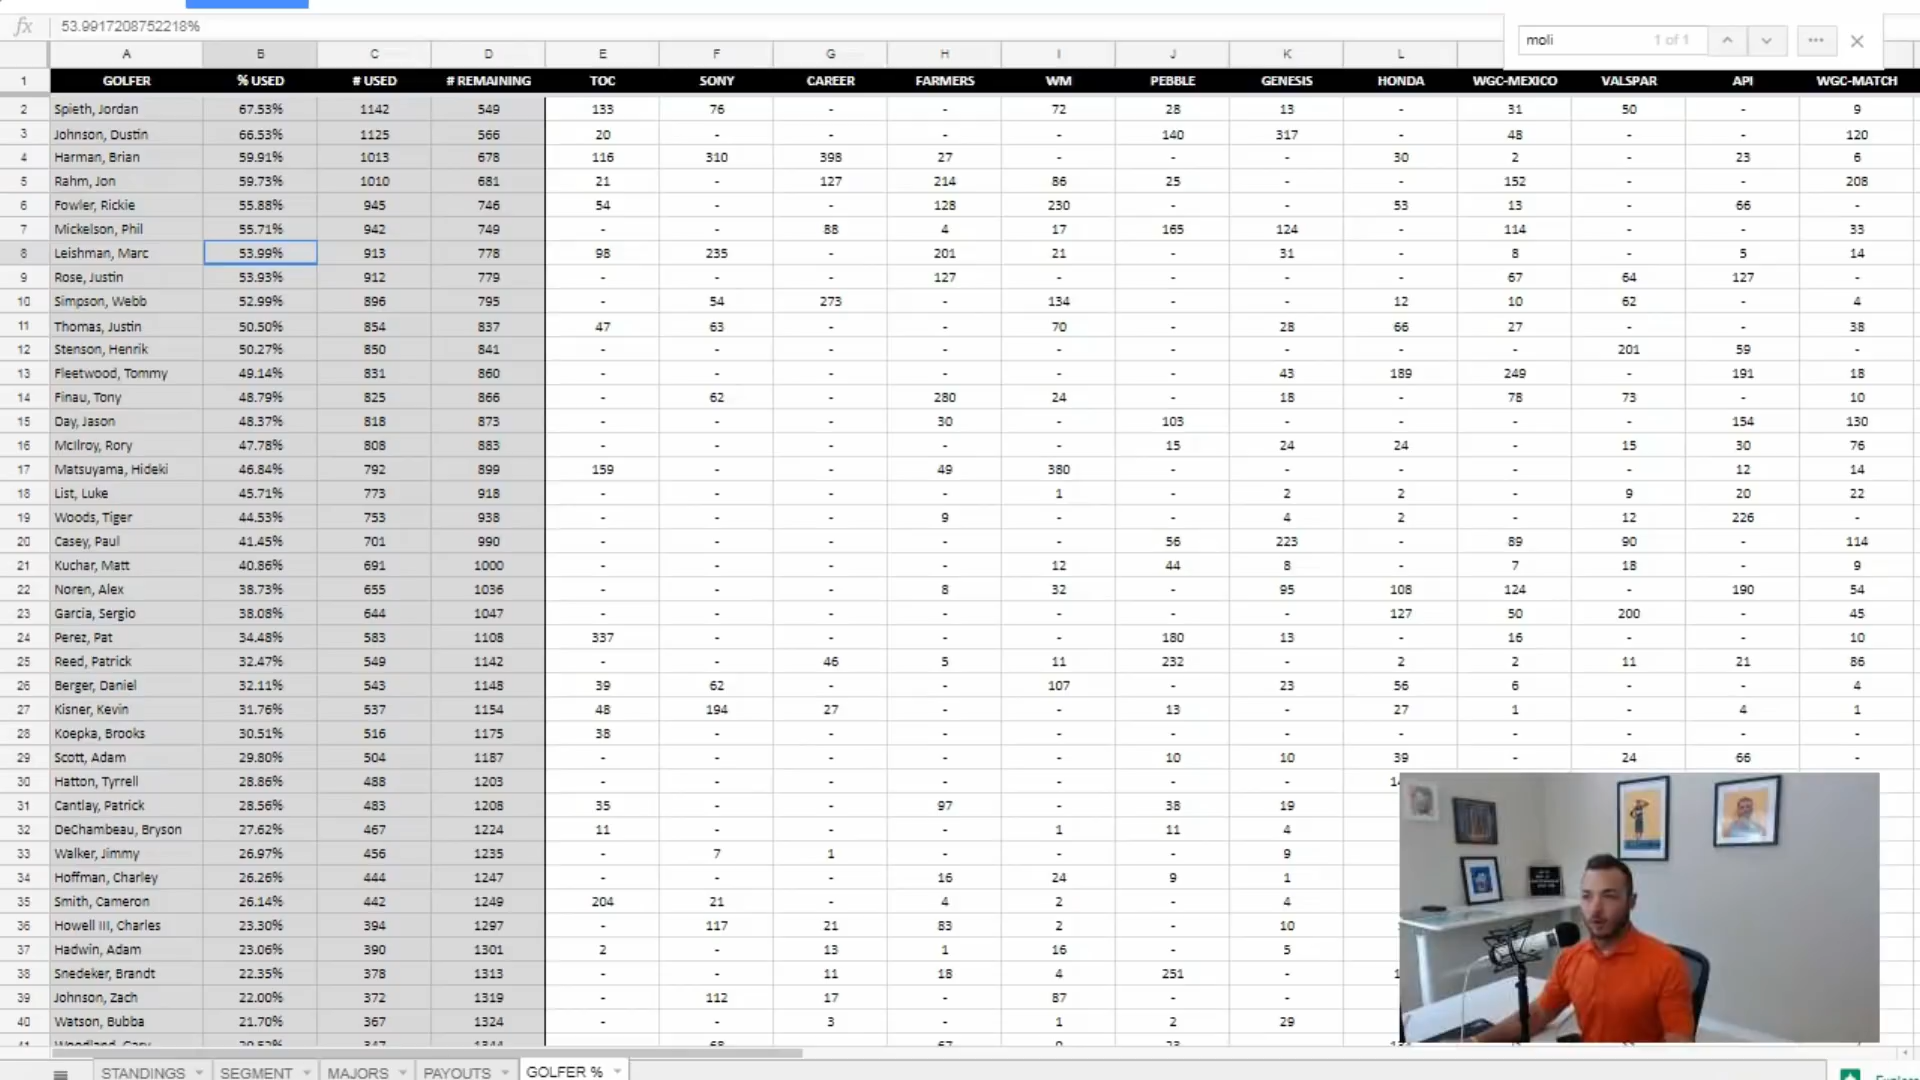 fx 53.9917208752218%
moli 1 of 1
A B C D E F G H I J K L
1 GOLFER % USED # USED # REMAINING TOC SONY CAREER FARMERS WM PEBBLE GENESIS HONDA WGC-MEXICO VALSPAR API WGC-MATCH
2 Spieth, Jordan 67.53% 1142 549 133 76 - - 72 28 13 - 31 50 - 9
3 Johnson, Dustin 66.53% 1125 566 20 - - - - 140 317 - 48 - - 120
4 Harman, Brian 59.91% 1013 678 116 310 398 27 - - - 30 2 - 23 6
5 Rahm, Jon 59.73% 1010 681 21 - 127 214 86 25 - - 152 - - 208
6 Fowler, Rickie 55.88% 945 746 54 - - 128 230 - - 53 13 - 66 -
7 Mickelson, Phil 55.71% 942 749 - - 88 4 17 165 124 - 114 - - 33
8 Leishman, Marc 53.99% 913 778 98 235 - 201 21 - 31 - 8 - 5 14
9 Rose, Justin 53.93% 912 779 - - - 127 - - - - 67 64 127 -
10 Simpson, Webb 52.99% 896 795 - 54 273 - 134 - - 12 10 62 - 4
11 Thomas, Justin 50.50% 854 837 47 63 - - 70 - 28 66 27 - - 38
12 Stenson, Henrik 50.27% 850 841 - - - - - - - - - 201 59 -
13 Fleetwood, Tommy 49.14% 831 860 - - - - - - 43 189 249 - 191 18
14 Finau, Tony 48.79% 825 866 - 62 - 280 24 - 18 - 78 73 - 10
15 Day, Jason 48.37% 818 873 - - - 30 - 103 - - - - 154 130
16 McIlroy, Rory 47.78% 808 883 - - - - - 15 24 24 - 15 30 76
17 Matsuyama, Hideki 46.84% 792 899 159 - - 49 380 - - - - - 12 14
18 List, Luke 45.71% 773 918 - - - - 1 - 2 2 - 9 20 22
19 Woods, Tiger 44.53% 753 938 - - - 9 - - 4 2 - 12 226 -
20 Casey, Paul 41.45% 701 990 - - - - - 56 223 - 89 90 - 114
21 Kuchar, Matt 40.86% 691 1000 - - - - 12 44 8 - 7 18 - 9
22 Noren, Alex 38.73% 655 1036 - - - 8 32 - 95 108 124 - 190 54
23 Garcia, Sergio 38.08% 644 1047 - - - - - - - 127 50 200 - 45
24 Perez, Pat 34.48% 583 1108 337 - - - - 180 13 - 16 - - 10
25 Reed, Patrick 32.47% 549 1142 - - 46 5 11 232 - 2 2 11 21 86
26 Berger, Daniel 32.11% 543 1148 39 62 - - 107 - 23 56 6 - - 4
27 Kisner, Kevin 31.76% 537 1154 48 194 27 - - 13 - 27 1 - 4 1
28 Koepka, Brooks 30.51% 516 1175 38 - - - - - - - - - - -
29 Scott, Adam 29.80% 504 1187 - - - - - 10 10 39 - 24 66 -
30 Hatton, Tyrrell 28.86% 488 1203 - - - - - - -
31 Cantlay, Patrick 28.56% 483 1208 35 - - 97 - 38 19
32 DeChambeau, Bryson 27.62% 467 1224 11 - - - 1 11 4
33 Walker, Jimmy 26.97% 456 1235 - 7 1 - - - 9
34 Hoffman, Charley 26.26% 444 1247 - - - 16 24 9 1
35 Smith, Cameron 26.14% 442 1249 204 21 - 4 2 - 4
36 Howell III, Charles 23.30% 394 1297 - 117 21 83 2 - 10
37 Hadwin, Adam 23.06% 390 1301 2 - 13 1 16 - 5
38 Snedeker, Brandt 22.35% 378 1313 - - 11 18 4 251 -
39 Johnson, Zach 22.00% 372 1319 - 112 17 - 87 - -
40 Watson, Bubba 21.70% 367 1324 - - 3 - 1 2 29
STANDINGS SEGMENT MAJORS PAYOUTS GOLFER %